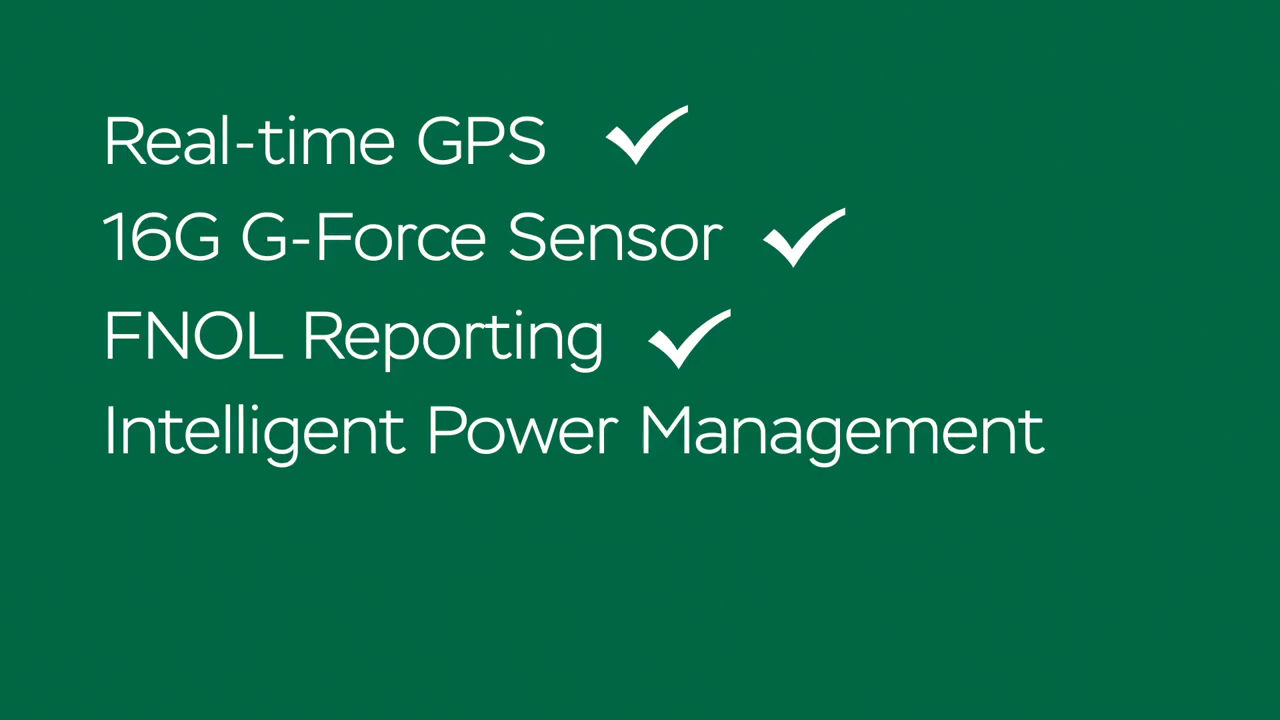 Real-time GPS ✓
16G G-Force Sensor ✓
FNOL Reporting ✓
Intelligent Power Management